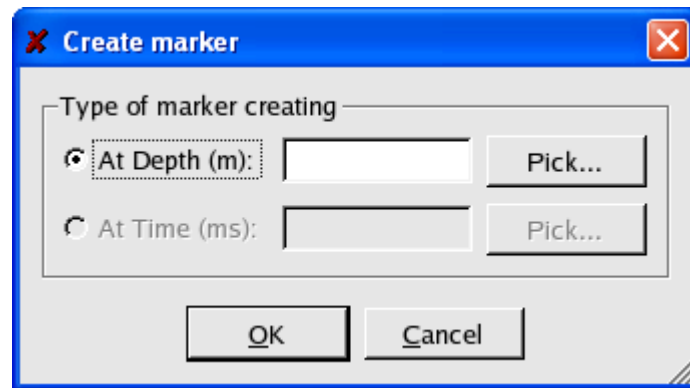 Create marker
Type of marker creating
At Depth (m): Pick...
At Time (ms): Pick...
OK Cancel